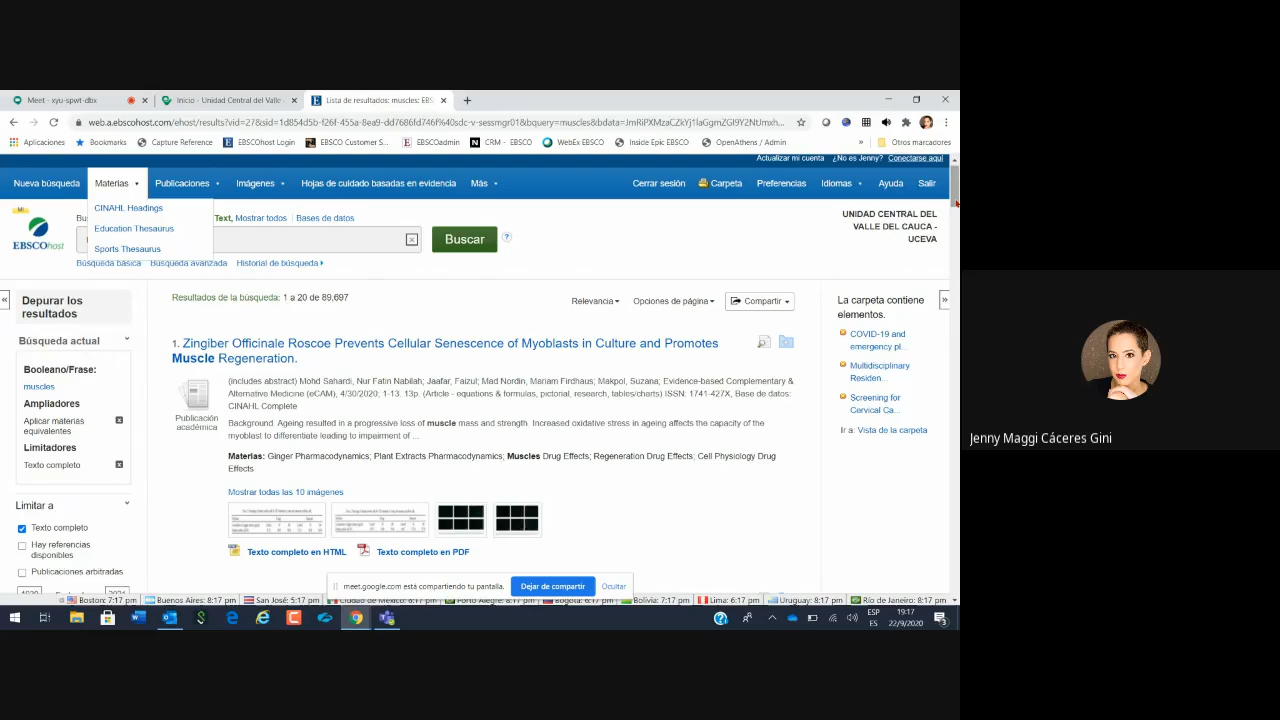 Meet - xyu-spwt-dbx
Inicio - Unidad Central del Valle
Lista de resultados: muscles: EBS
web.a.ebscohost.com/ehost/results?vid=27&sid=1d854d5b-f26f-455a-8ea9-dd7686fd746f%40sdc-v-sessmgr01&bquery=muscles&bdata=
Aplicaciones
Bookmarks
Capture Reference
EBSCOhost Login
EBSCO Customer S...
EBSCOadmin
CRM - EBSCO
WebEx EBSCO
Inside Epic EBSCO
OpenAthens / Admin
Otros marcadores
Actualizar mi cuenta ¿No es Jenny? Conectarse aquí
Nueva búsqueda
Materias
Publicaciones
Imágenes
Hojas de cuidado basadas en evidencia
Más
Cerrar sesión
Carpeta
Preferencias
Idiomas
Ayuda
Salir
CINAHL Headings
Education Thesaurus
Sports Thesaurus
EBSCOhost
Text, Mostrar todos
Bases de datos
Buscar
Búsqueda básica
Búsqueda avanzada
Historial de búsqueda
UNIDAD CENTRAL DEL
VALLE DEL CAUCA -
UCEVA
Depurar los
resultados
Búsqueda actual
Booleano/Frase:
muscles
Ampliadores
Aplicar materias
equivalentes
Limitadores
Texto completo
Limitar a
Texto completo
Hay referencias
disponibles
Publicaciones arbitradas
Resultados de la búsqueda: 1 a 20 de 89,697
Relevancia
Opciones de página
Compartir
1. Zingiber Officinale Roscoe Prevents Cellular Senescence of Myoblasts in Culture and Promotes
Muscle Regeneration.
Publicación
académica
(includes abstract) Mohd Sahardi, Nur Fatin Nabilah; Jaafar, Faizul; Mad Nordin, Mariam Firdhaus; Makpol, Suzana; Evidence-based Complementary &
Alternative Medicine (eCAM), 4/30/2020; 1-13. 13p. (Article - equations & formulas, pictorial, research, tables/charts) ISSN: 1741-427X, Base de datos:
CINAHL Complete
Background. Ageing resulted in a progressive loss of muscle mass and strength. Increased oxidative stress in ageing affects the capacity of the
myoblast to differentiate leading to impairment of ...
Materias: Ginger Pharmacodynamics; Plant Extracts Pharmacodynamics; Muscles Drug Effects; Regeneration Drug Effects; Cell Physiology Drug
Effects
Mostrar todas las 10 imágenes
Texto completo en HTML
Texto completo en PDF
La carpeta contiene
elementos.
COVID-19 and
emergency pl...
Multidisciplinary
Residen...
Screening for
Cervical Ca...
Ir a: Vista de la carpeta
meet.google.com está compartiendo tu pantalla.
Dejar de compartir
Ocultar
Boston: 7:17 pm
Buenos Aires: 8:17 pm
San José: 5:17 pm
Bolivia: 7:17 pm
Lima: 6:17 pm
Uruguay: 8:17 pm
Río de Janeiro: 8:17 pm
ESP
ES
19:17
22/9/2020
Jenny Maggi Cáceres Gini